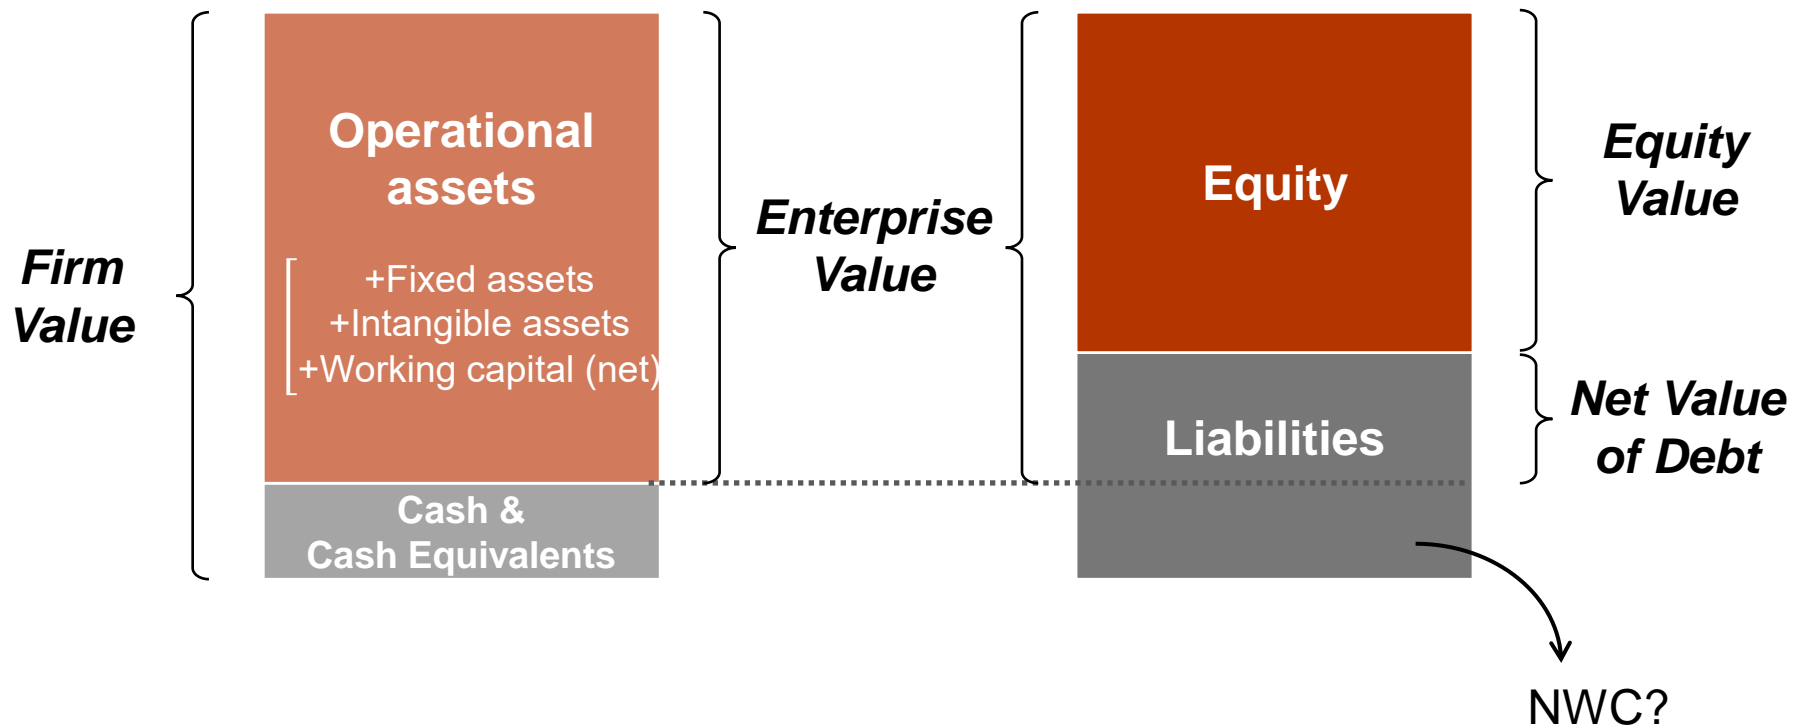 Firm
Value
Operational
assets
+Fixed assets
+Intangible assets
+Working capital (net)
Cash &
Cash Equivalents
Enterprise
Value
Equity
Liabilities
Equity
Value
Net Value
of Debt
NWC?